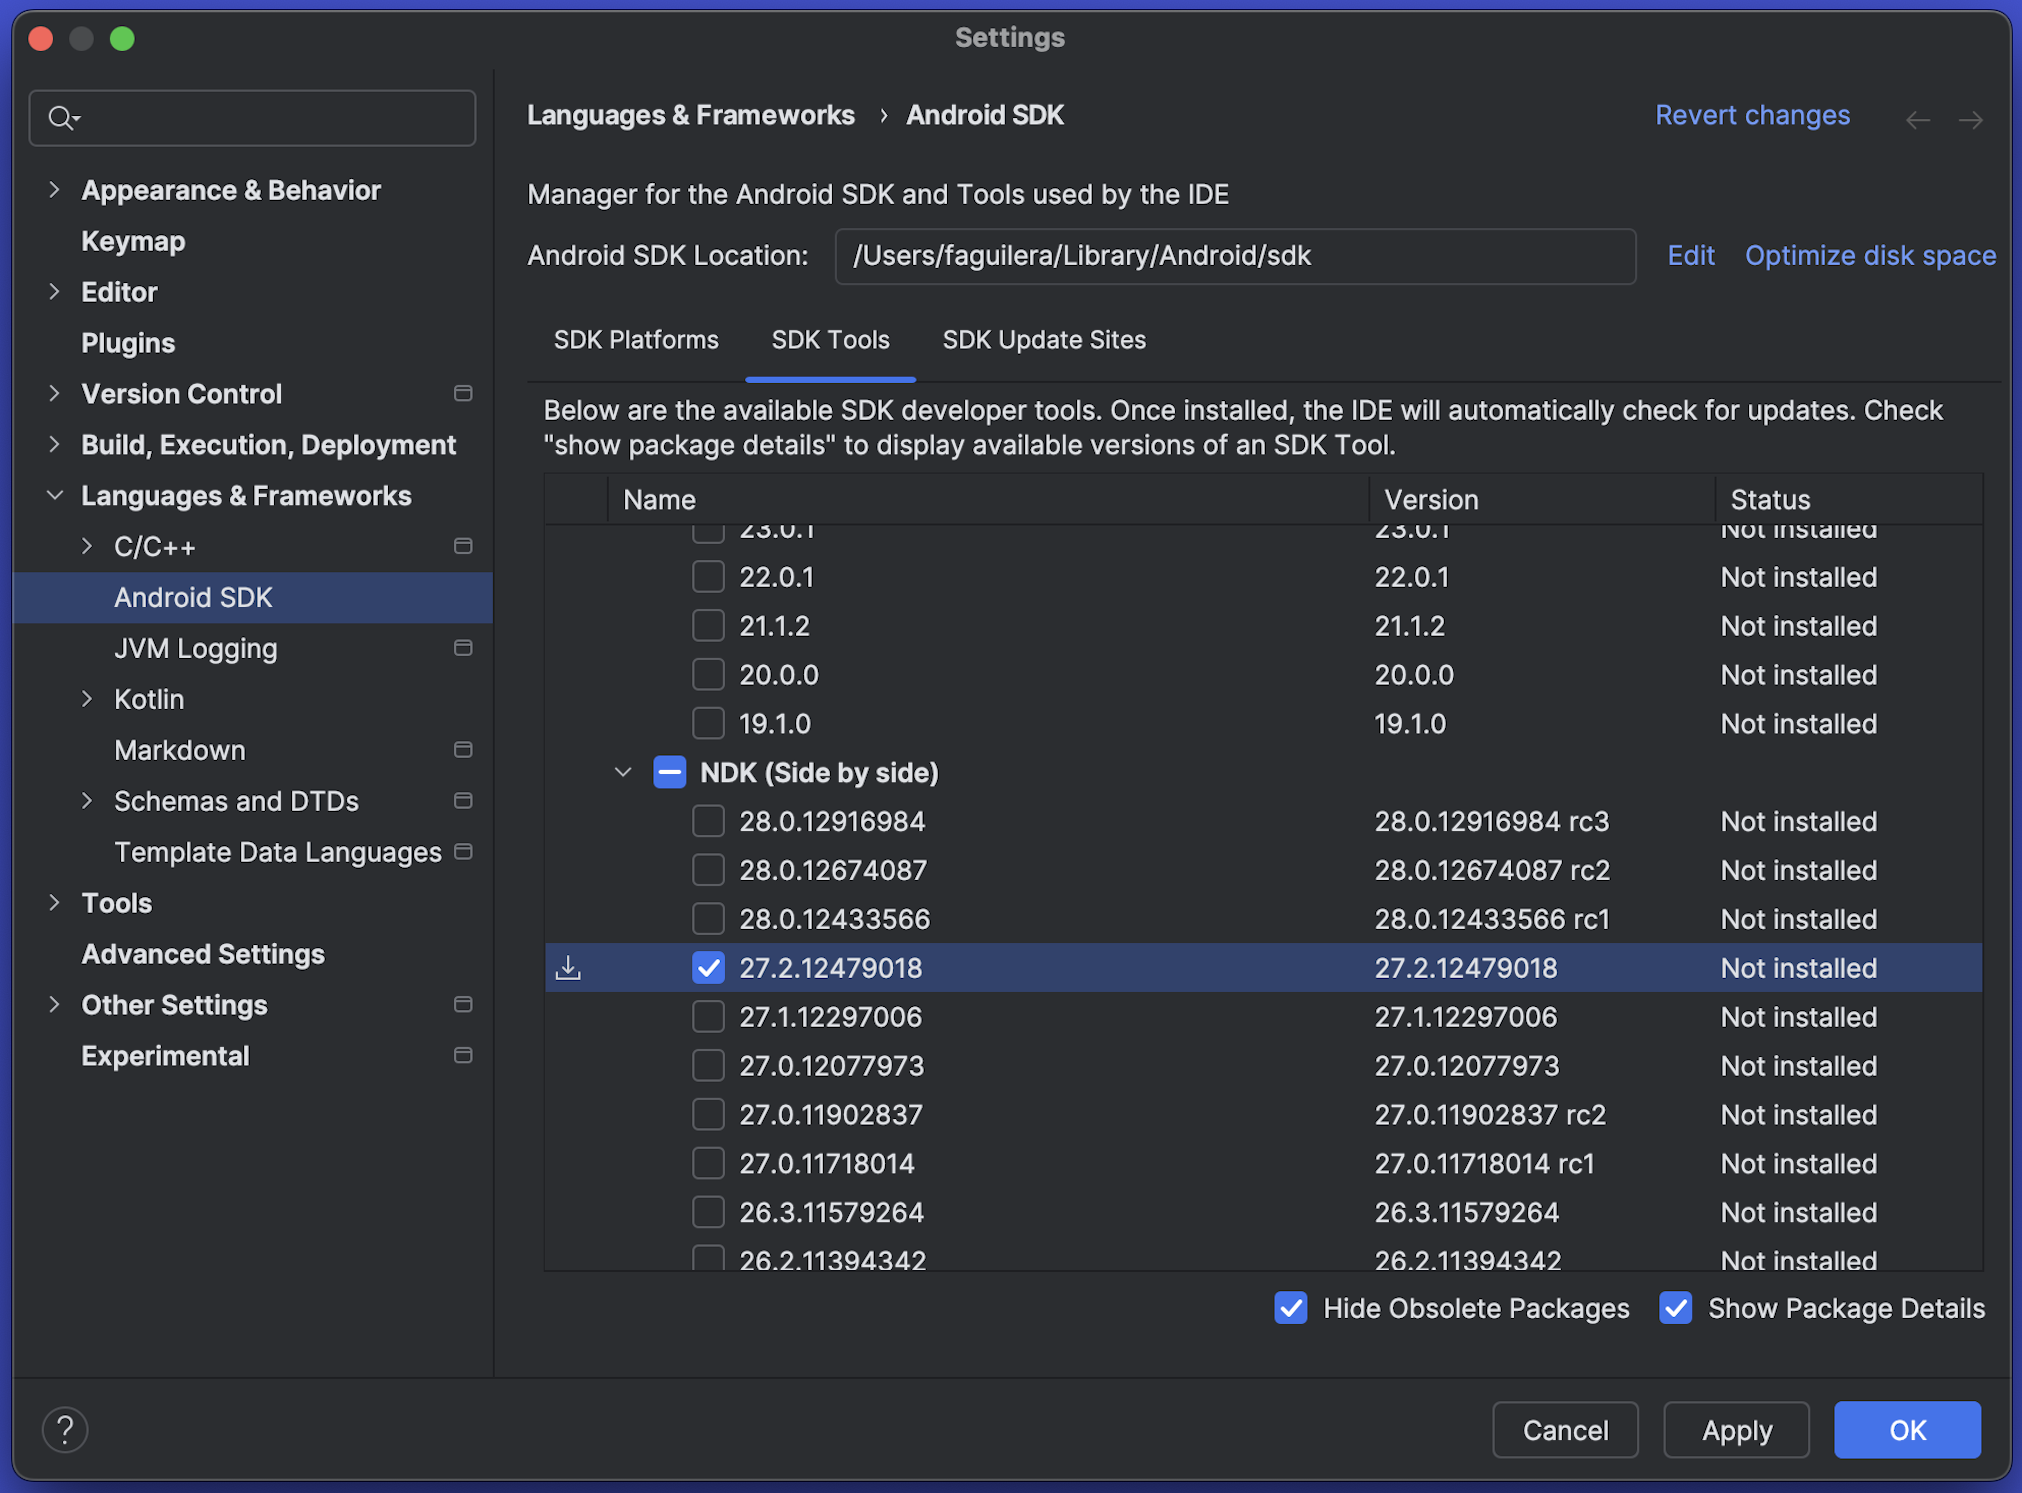 Settings
Appearance & Behavior
Keymap
Editor
Plugins
Version Control
Build, Execution, Deployment
Languages & Frameworks
C/C++
Android SDK
JVM Logging
Kotlin
Markdown
Schemas and DTDs
Template Data Languages
Tools
Advanced Settings
Other Settings
Experimental
Languages & Frameworks › Android SDK
Revert changes
Manager for the Android SDK and Tools used by the IDE
Android SDK Location: /Users/faguilera/Library/Android/sdk Edit Optimize disk space
SDK Platforms SDK Tools SDK Update Sites
Below are the available SDK developer tools. Once installed, the IDE will automatically check for updates. Check
"show package details" to display available versions of an SDK Tool.
Name Version Status
23.0.1 23.0.1 Not installed
22.0.1 22.0.1 Not installed
21.1.2 21.1.2 Not installed
20.0.0 20.0.0 Not installed
19.1.0 19.1.0 Not installed
NDK (Side by side)
28.0.12916984 28.0.12916984 rc3 Not installed
28.0.12674087 28.0.12674087 rc2 Not installed
28.0.12433566 28.0.12433566 rc1 Not installed
27.2.12479018 27.2.12479018 Not installed
27.1.12297006 27.1.12297006 Not installed
27.0.12077973 27.0.12077973 Not installed
27.0.11902837 27.0.11902837 rc2 Not installed
27.0.11718014 27.0.11718014 rc1 Not installed
26.3.11579264 26.3.11579264 Not installed
26.2.11394342 26.2.11394342 Not installed
Hide Obsolete Packages Show Package Details
? Cancel Apply OK